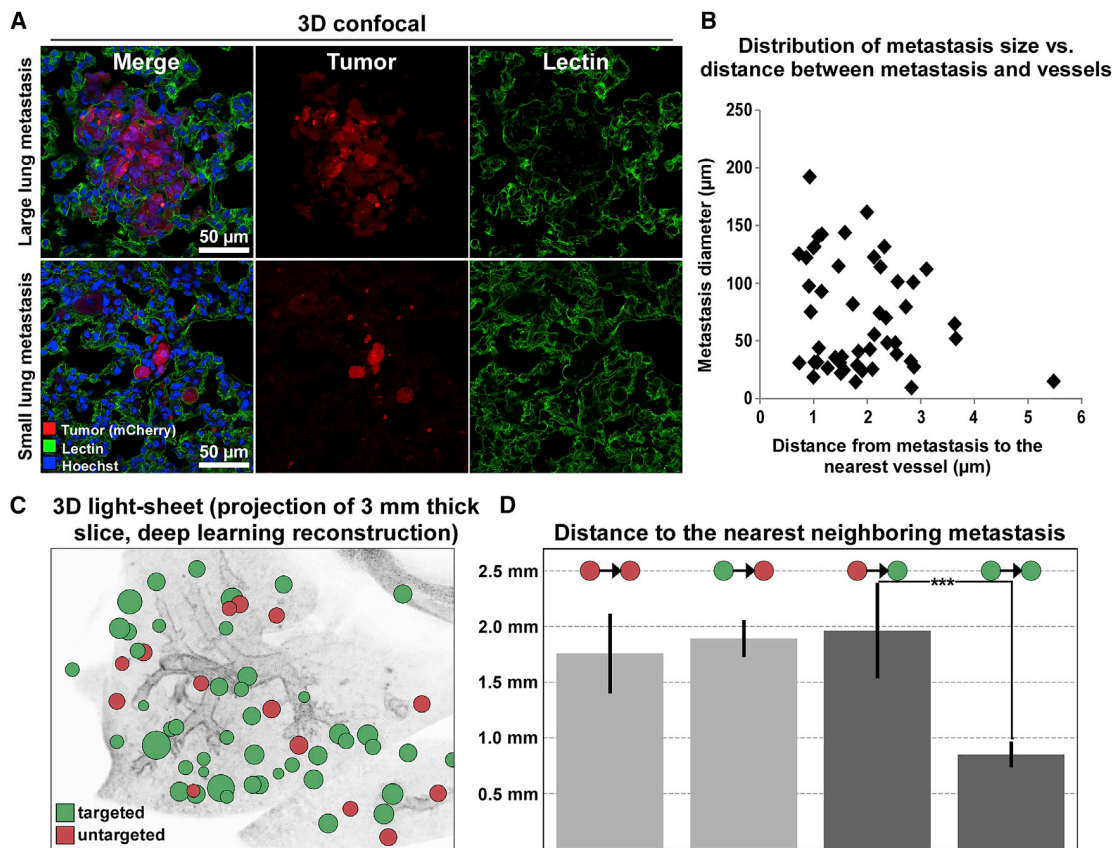 A
3D confocal
Merge
Tumor
Lectin
Large lung metastasis
50 µm
Small lung metastasis
Tumor (mCherry)
Lectin
Hoechst
50 µm
B
Distribution of metastasis size vs.
distance between metastasis and vessels
Metastasis diameter (µm)
250
200
150
100
50
0
0 1 2 3 4 5 6
Distance from metastasis to the
nearest vessel (µm)
C
3D light-sheet (projection of 3 mm thick
slice, deep learning reconstruction)
targeted
untargeted
D
Distance to the nearest neighboring metastasis
2.5 mm
***
2.0 mm
1.5 mm
1.0 mm
0.5 mm